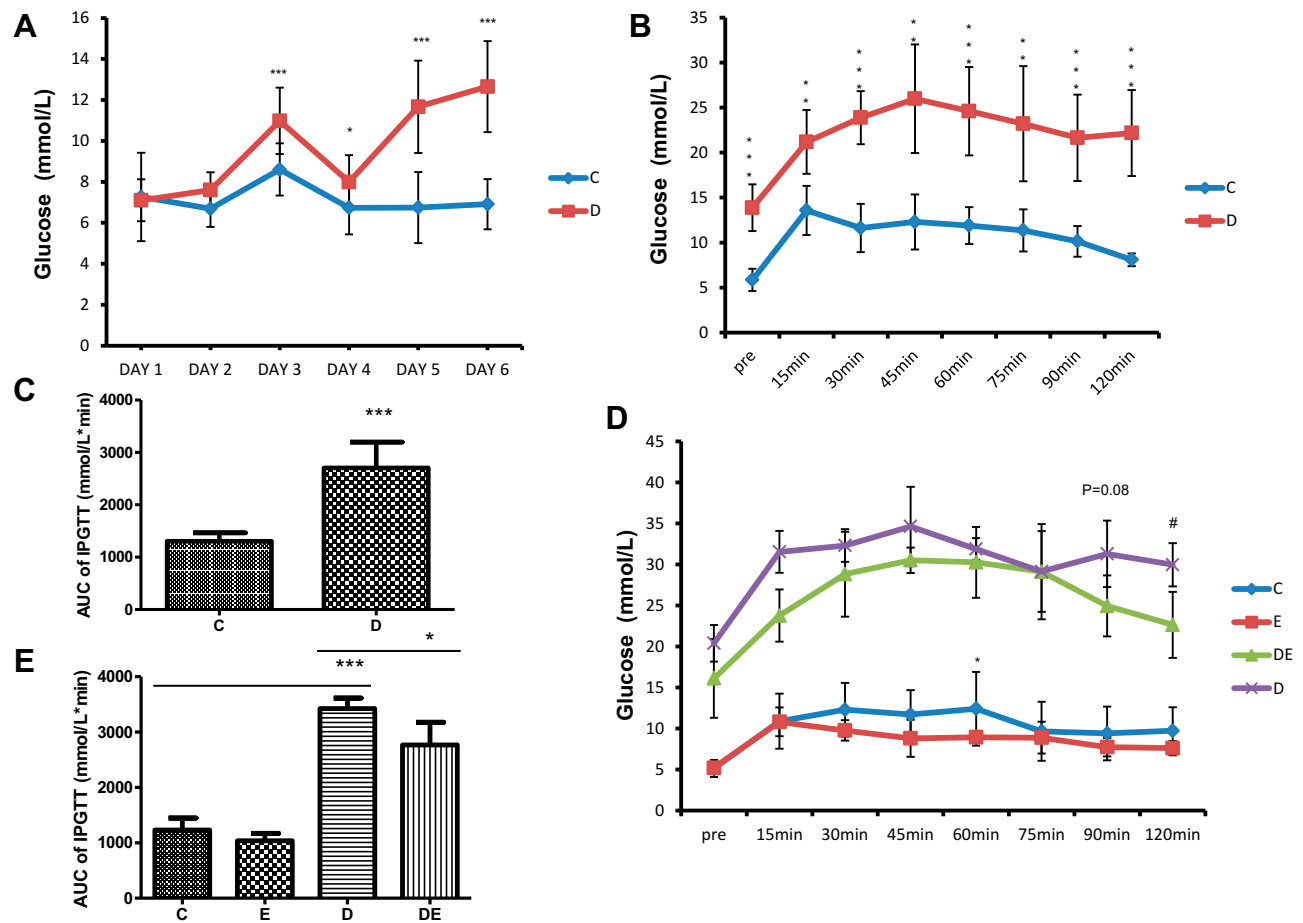 A
Glucose (mmol/L)
16
14
12
10
8
6
4
2
0
***
*
***
***
DAY 1 DAY 2 DAY 3 DAY 4 DAY 5 DAY 6
C
D
B
Glucose (mmol/L)
35
30
25
20
15
10
5
0
***
**
***
**
***
**
***
***
pre 15min 30min 45min 60min 75min 90min 120min
C
D
C
AUC of IPGTT (mmol/L*min)
4000
3000
2000
1000
0
***
C D
D
Glucose (mmol/L)
45
40
35
30
25
20
15
10
5
0
P=0.08
#
*
pre 15min 30min 45min 60min 75min 90min 120min
C
E
DE
D
E
AUC of IPGTT (mmol/L*min)
4000
3000
2000
1000
0
*
***
C E D DE